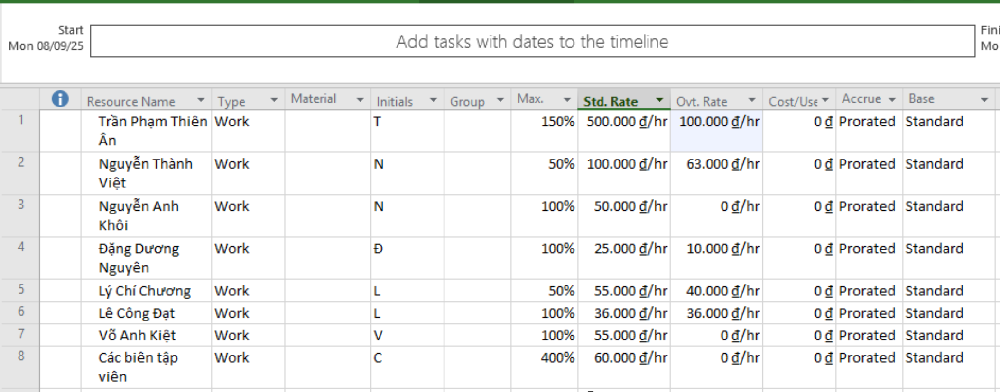 Start
Mon 08/09/25
Add tasks with dates to the timeline
Fini
Mo
Resource Name Type Material Initials Group Max. Std. Rate Ovt. Rate Cost/Use Accrue Base
1 Trần Phạm Thiên Work T 150% 500.000 ₫/hr 100.000 ₫/hr 0 ₫ Prorated Standard
Ân
2 Nguyễn Thành Work N 50% 100.000 ₫/hr 63.000 ₫/hr 0 ₫ Prorated Standard
Việt
3 Nguyễn Anh Work N 100% 50.000 ₫/hr 0 ₫/hr 0 ₫ Prorated Standard
Khôi
4 Đặng Dương Work Đ 100% 25.000 ₫/hr 10.000 ₫/hr 0 ₫ Prorated Standard
Nguyên
5 Lý Chí Chương Work L 50% 55.000 ₫/hr 40.000 ₫/hr 0 ₫ Prorated Standard
6 Lê Công Đạt Work L 100% 36.000 ₫/hr 36.000 ₫/hr 0 ₫ Prorated Standard
7 Võ Anh Kiệt Work V 100% 55.000 ₫/hr 0 ₫/hr 0 ₫ Prorated Standard
8 Các biên tập Work C 400% 60.000 ₫/hr 0 ₫/hr 0 ₫ Prorated Standard
viên